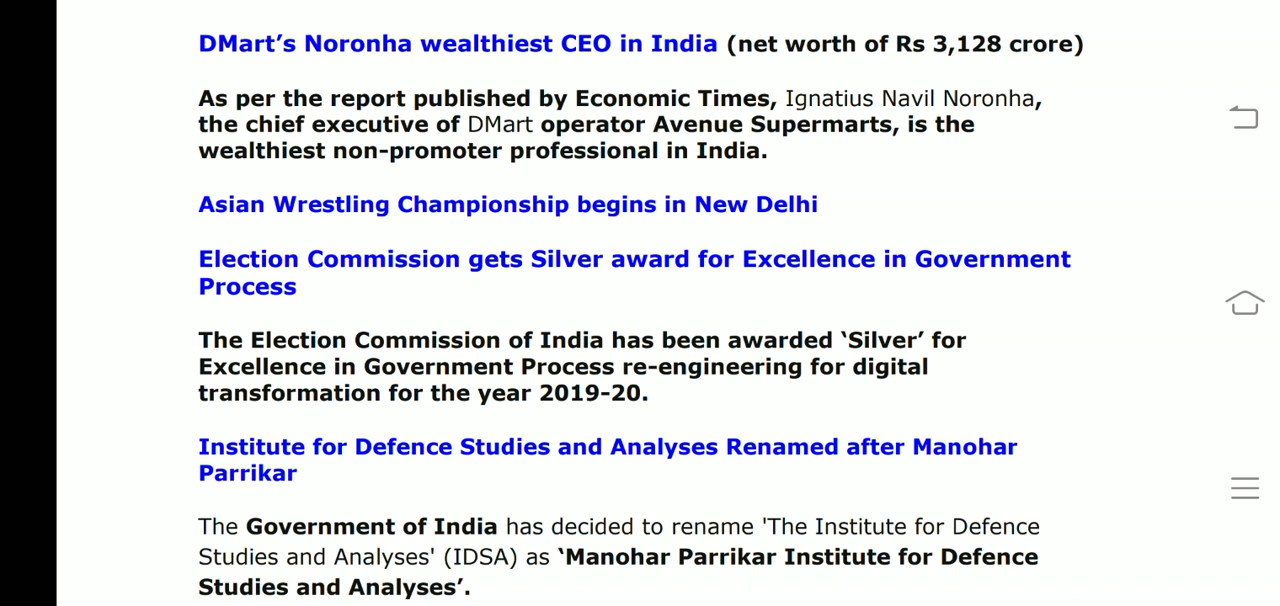 DMart’s Noronha wealthiest CEO in India (net worth of Rs 3,128 crore)
As per the report published by Economic Times, Ignatius Navil Noronha,
the chief executive of DMart operator Avenue Supermarts, is the
wealthiest non-promoter professional in India.
Asian Wrestling Championship begins in New Delhi
Election Commission gets Silver award for Excellence in Government
Process
The Election Commission of India has been awarded ‘Silver’ for
Excellence in Government Process re-engineering for digital
transformation for the year 2019-20.
Institute for Defence Studies and Analyses Renamed after Manohar
Parrikar
The Government of India has decided to rename 'The Institute for Defence
Studies and Analyses' (IDSA) as ‘Manohar Parrikar Institute for Defence
Studies and Analyses’.